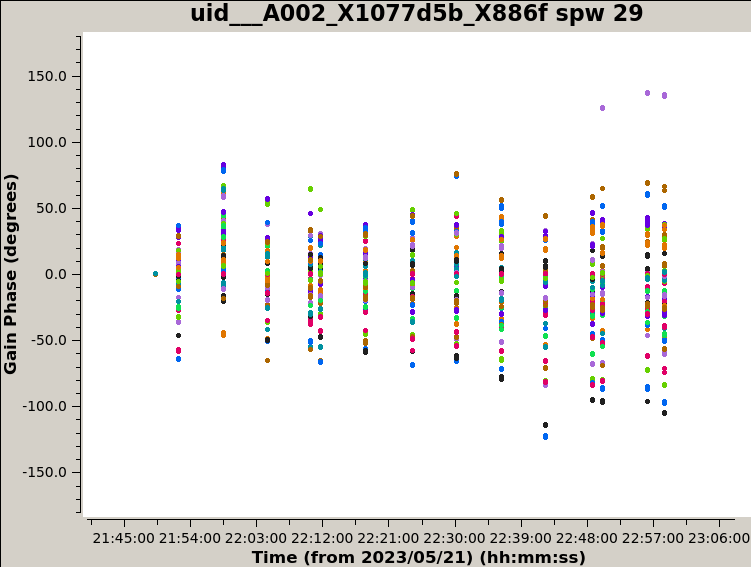 uid___A002_X1077d5b_X886f spw 29
150.0
100.0
50.0
0.0
-50.0
-100.0
-150.0
Gain Phase (degrees)
21:45:00 21:54:00 22:03:00 22:12:00 22:21:00 22:30:00 22:39:00 22:48:00 22:57:00 23:06:00
Time (from 2023/05/21) (hh:mm:ss)